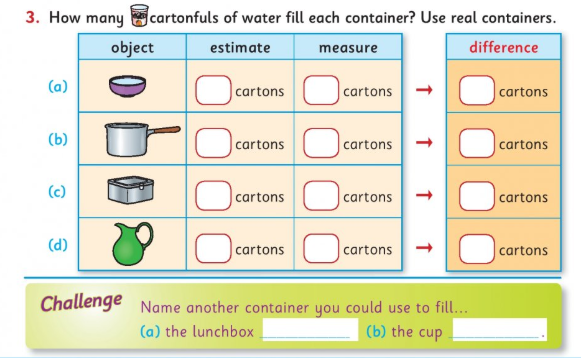 3. How many cartonfuls of water fill each container? Use real containers.
object estimate measure difference
(a) cartons cartons cartons
(b) cartons cartons cartons
(c) cartons cartons cartons
(d) cartons cartons cartons
Challenge
Name another container you could use to fill...
(a) the lunchbox (b) the cup .